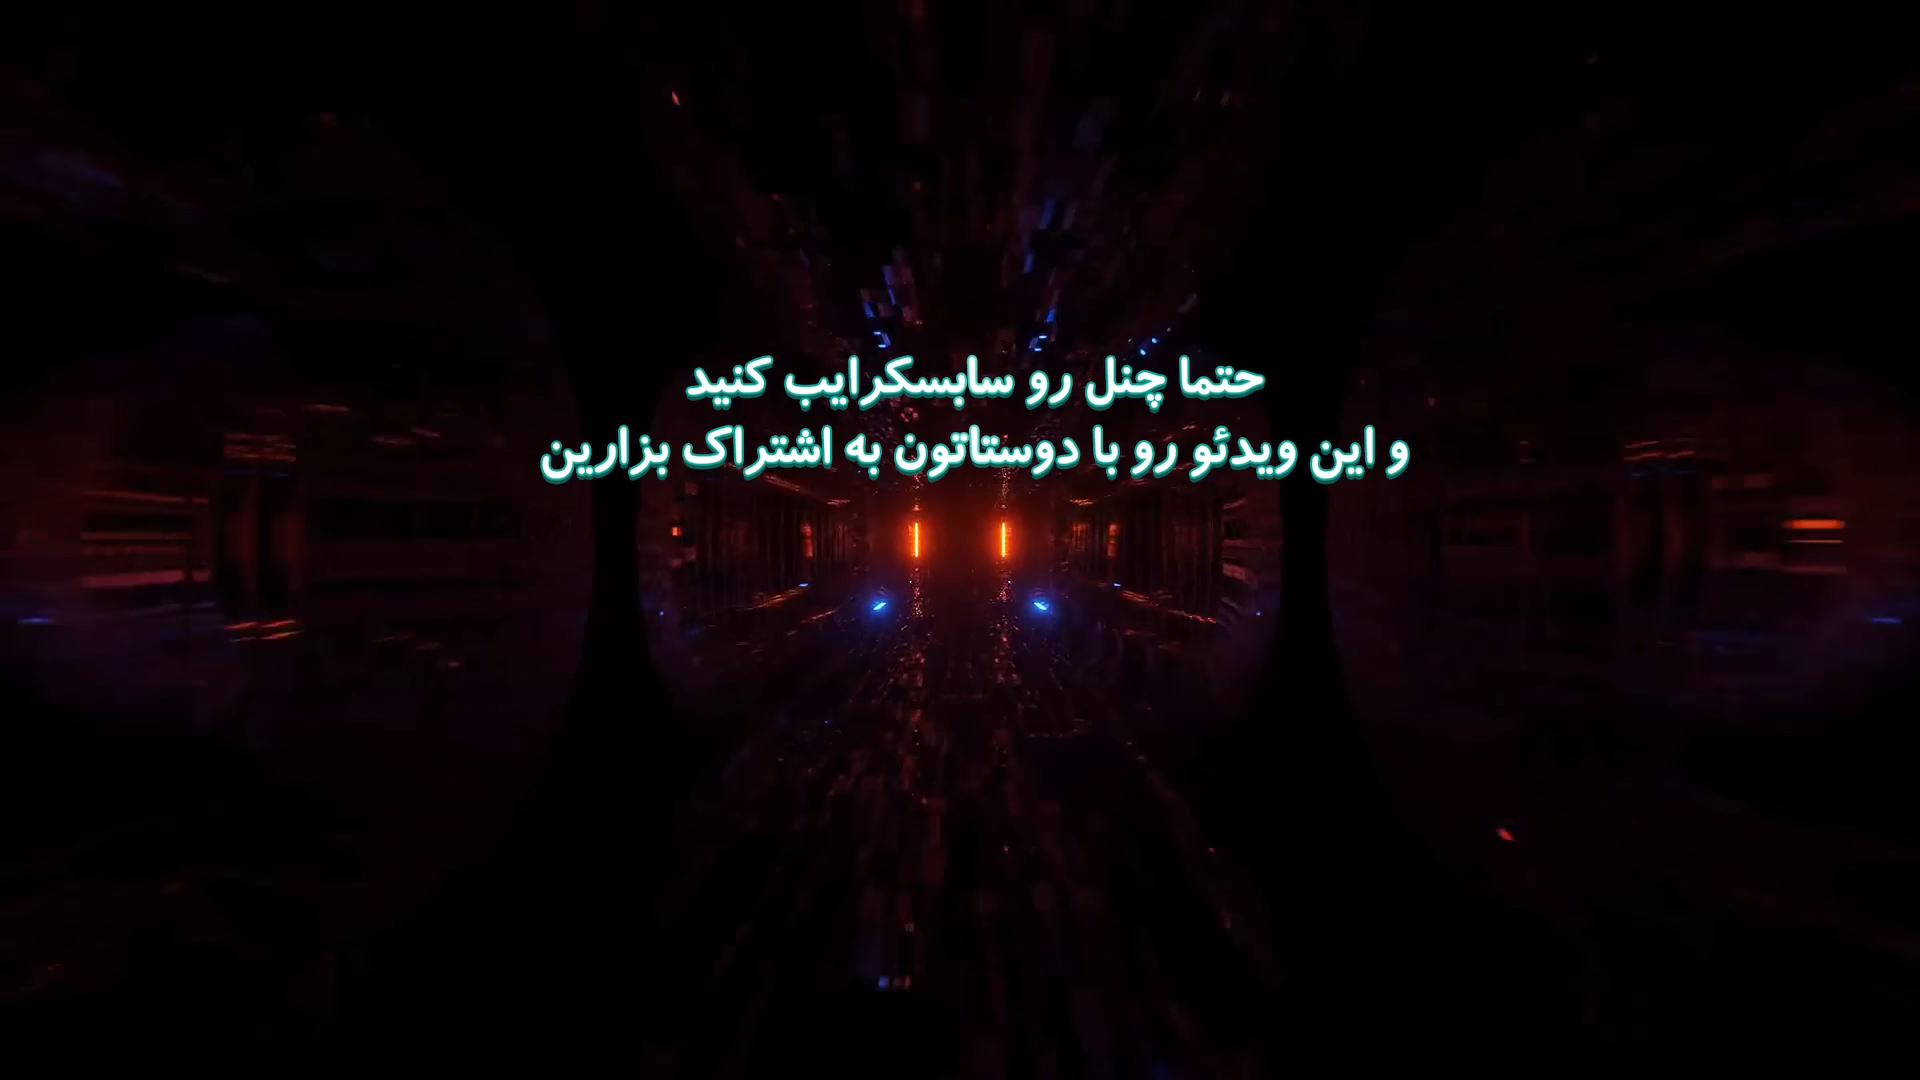 حتما چنل رو سابسکرایب کنید
و این ویدئو رو با دوستاتون به اشتراک بزارین